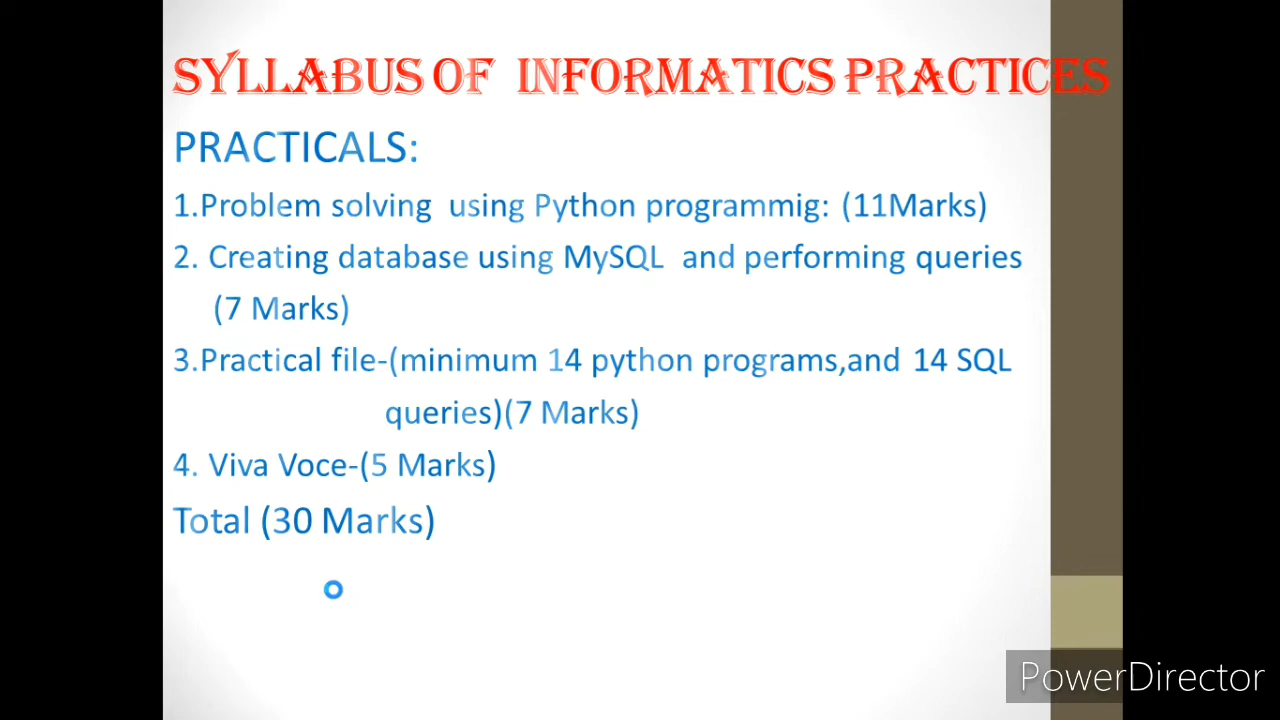 SYLLABUS OF INFORMATICS PRACTICES
PRACTICALS:
1.Problem solving using Python programmig: (11Marks)
2. Creating database using MySQL and performing queries
(7 Marks)
3.Practical file-(minimum 14 python programs,and 14 SQL
queries)(7 Marks)
4. Viva Voce-(5 Marks)
Total (30 Marks)
PowerDirector